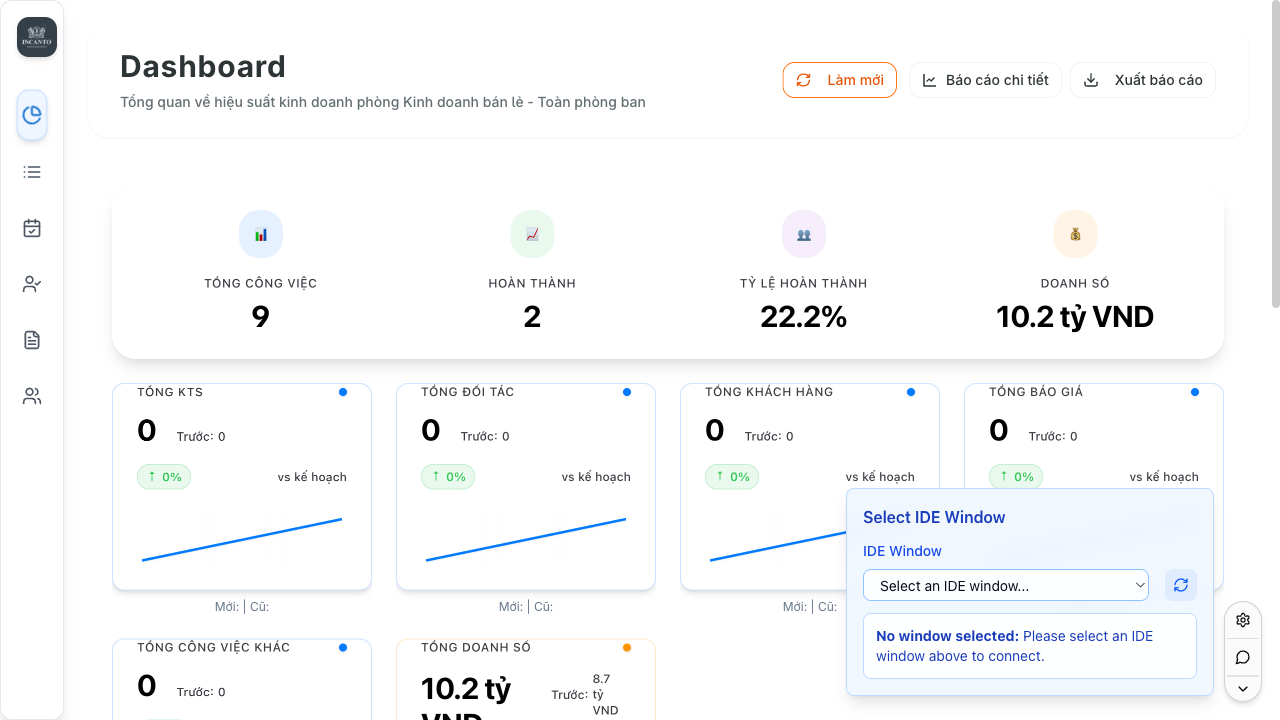 INCANTO
Dashboard
Tổng quan về hiệu suất kinh doanh phòng Kinh doanh bán lẻ - Toàn phòng ban
Làm mới
Báo cáo chi tiết
Xuất báo cáo
TỔNG CÔNG VIỆC
9
HOÀN THÀNH
2
TỶ LỆ HOÀN THÀNH
22.2%
DOANH SỐ
10.2 tỷ VND
TỔNG KTS
0 Trước: 0
↑ 0% vs kế hoạch
Mới: | Cũ:
TỔNG ĐỐI TÁC
0 Trước: 0
↑ 0% vs kế hoạch
Mới: | Cũ:
TỔNG KHÁCH HÀNG
0 Trước: 0
↑ 0% vs kế hoạch
Mới: | Cũ:
TỔNG BÁO GIÁ
0 Trước: 0
↑ 0% vs kế hoạch
TỔNG CÔNG VIỆC KHÁC
0 Trước: 0
TỔNG DOANH SỐ
10.2 tỷ
VND
Trước: 8.7
tỷ
VND
Select IDE Window
IDE Window
Select an IDE window...
No window selected: Please select an IDE
window above to connect.